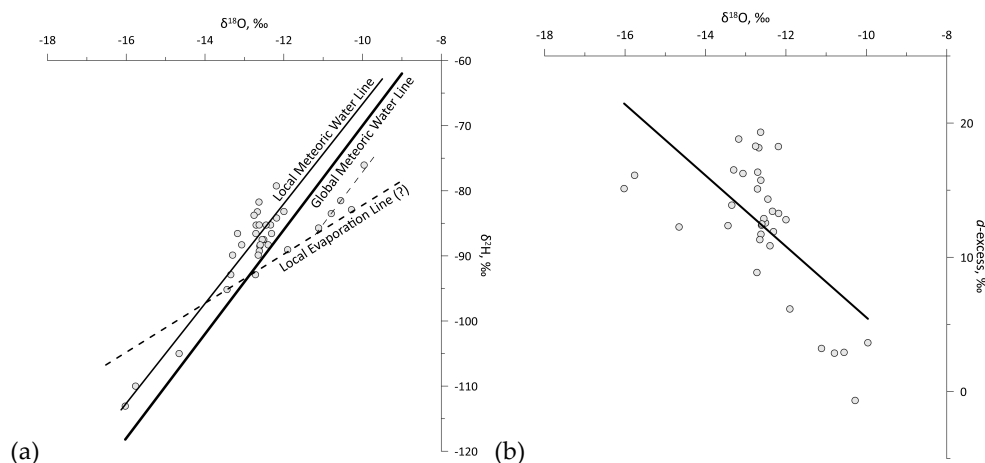 δ¹⁸O, ‰
-18 -16 -14 -12 -10 -8
-60
-70
-80
-90
-100
-110
-120
δ²H, ‰
Local Meteoric Water Line
Global Meteoric Water Line
Local Evaporation Line (?)
(a)
δ¹⁸O, ‰
-18 -16 -14 -12 -10 -8
20
10
0
d-excess, ‰
(b)